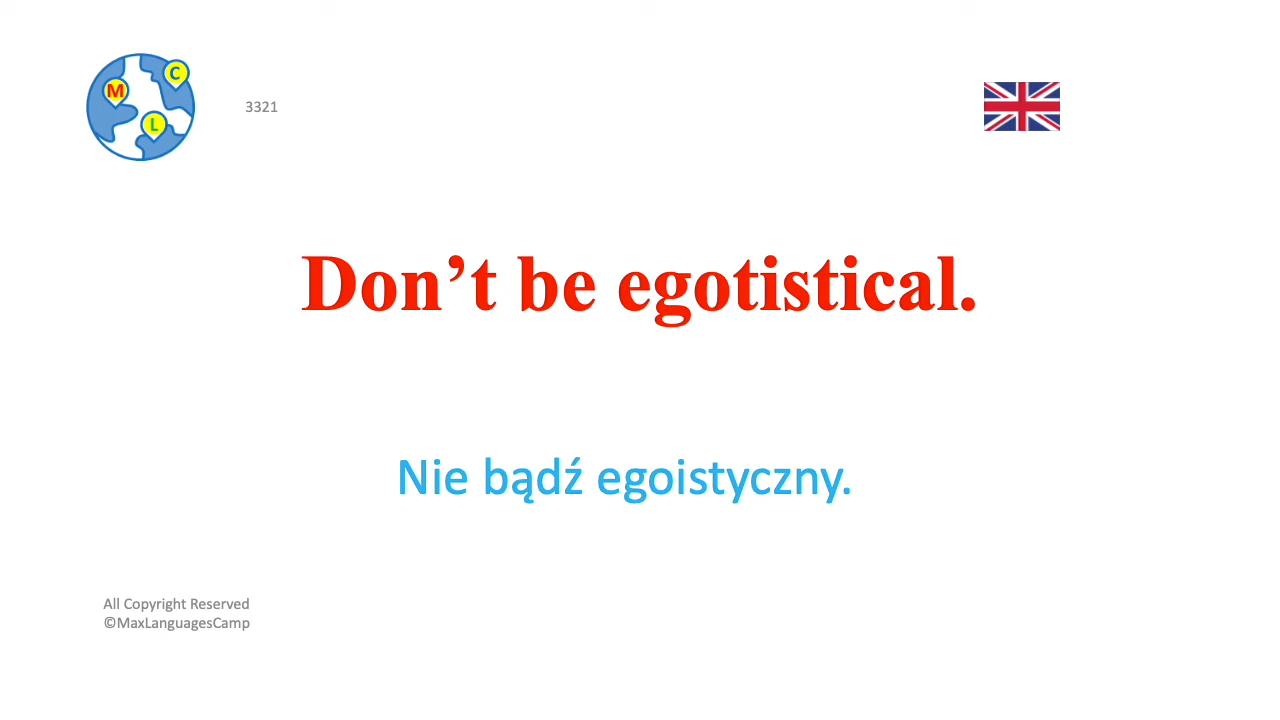 C
M
L
3321
Don’t be egotistical.
Nie bądź egoistyczny.
All Copyright Reserved
©MaxLanguagesCamp